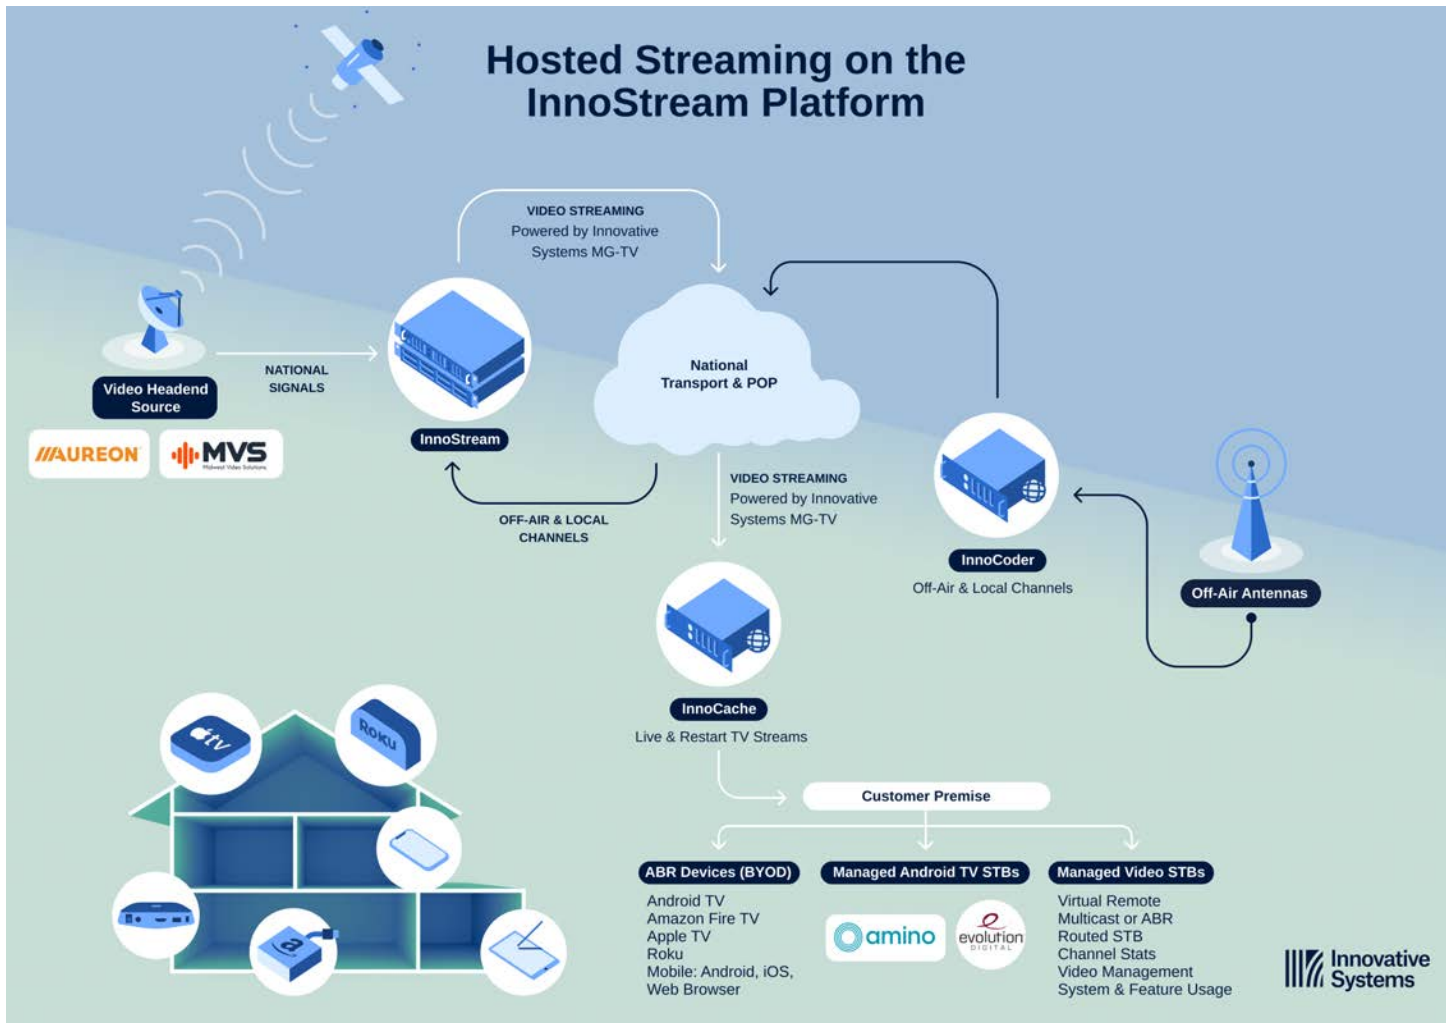 Hosted Streaming on the
InnoStream Platform
VIDEO STREAMING
Powered by Innovative
Systems MG-TV
NATIONAL
SIGNALS
Video Headend
Source
AUREON
MVS
Midwest Video Solutions
InnoStream
National
Transport & POP
OFF-AIR & LOCAL
CHANNELS
VIDEO STREAMING
Powered by Innovative
Systems MG-TV
InnoCoder
Off-Air & Local Channels
Off-Air Antennas
InnoCache
Live & Restart TV Streams
Customer Premise
tv
Roku
a
ABR Devices (BYOD)
Android TV
Amazon Fire TV
Apple TV
Roku
Mobile: Android, iOS,
Web Browser
Managed Android TV STBs
amino
evolution
DIGITAL
Managed Video STBs
Virtual Remote
Multicast or ABR
Routed STB
Channel Stats
Video Management
System & Feature Usage
Innovative
Systems